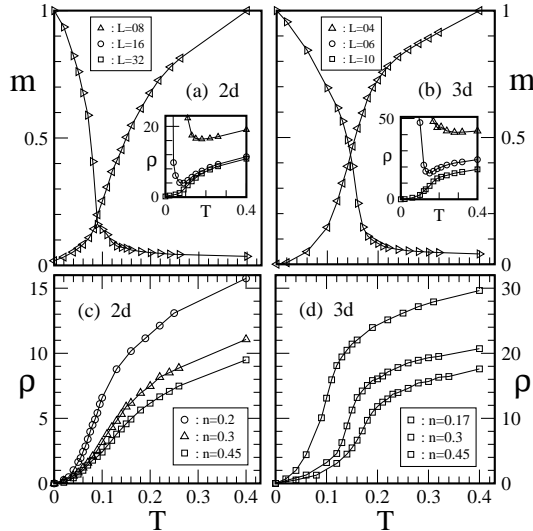 1
m
0.5
0
: L=08
: L=16
: L=32
(a) 2d
20
ρ
0
0
T
0.4
: L=04
: L=06
: L=10
(b) 3d
50
ρ
0
0
T
0.4
1
m
0.5
0
15
10
ρ
5
0
(c) 2d
: n=0.2
: n=0.3
: n=0.45
0
0.1
0.2
0.3
0.4
T
(d) 3d
: n=0.17
: n=0.3
: n=0.45
30
20
ρ
10
0
0
0.1
0.2
0.3
0.4
T